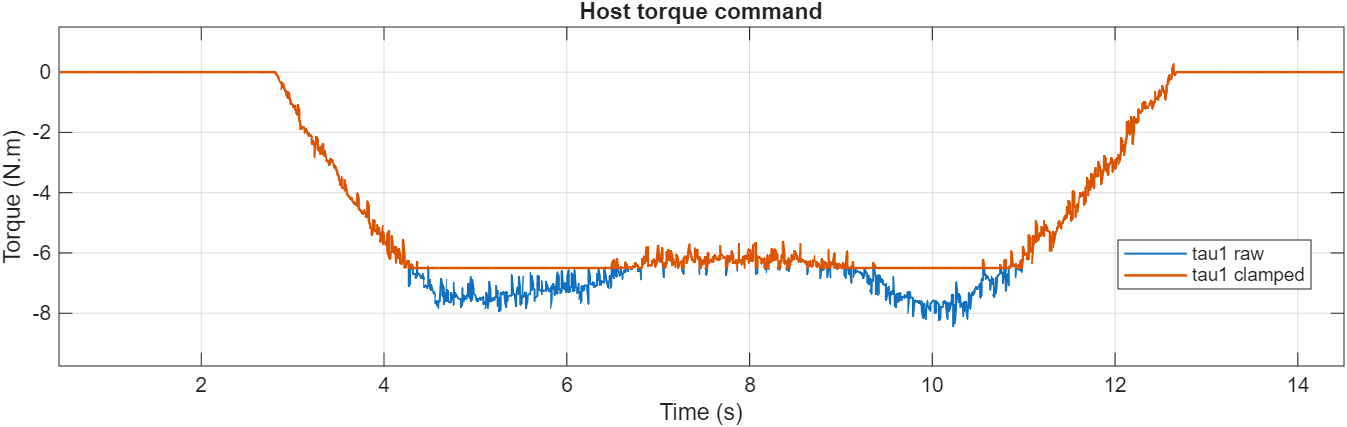 Host torque command
0
-2
-4
-6
-8
Torque (N.m)
tau1 raw
tau1 clamped
2 4 6 8 10 12 14
Time (s)